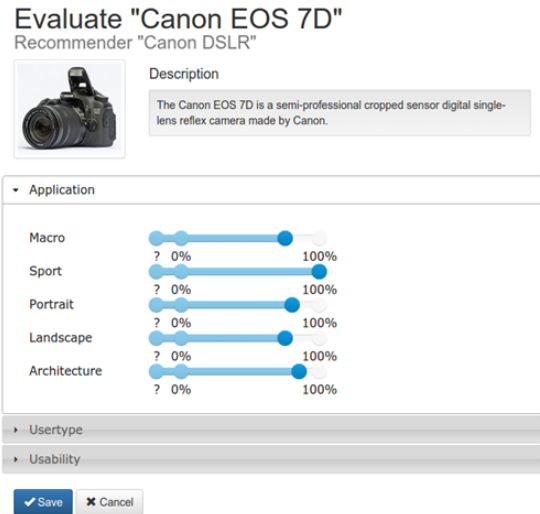 Evaluate "Canon EOS 7D"
Recommender "Canon DSLR"
Description
The Canon EOS 7D is a semi-professional cropped sensor digital single-
lens reflex camera made by Canon.
Application
Macro
? 0% 100%
Sport
? 0% 100%
Portrait
? 0% 100%
Landscape
? 0% 100%
Architecture
? 0% 100%
Usertype
Usability
Save Cancel